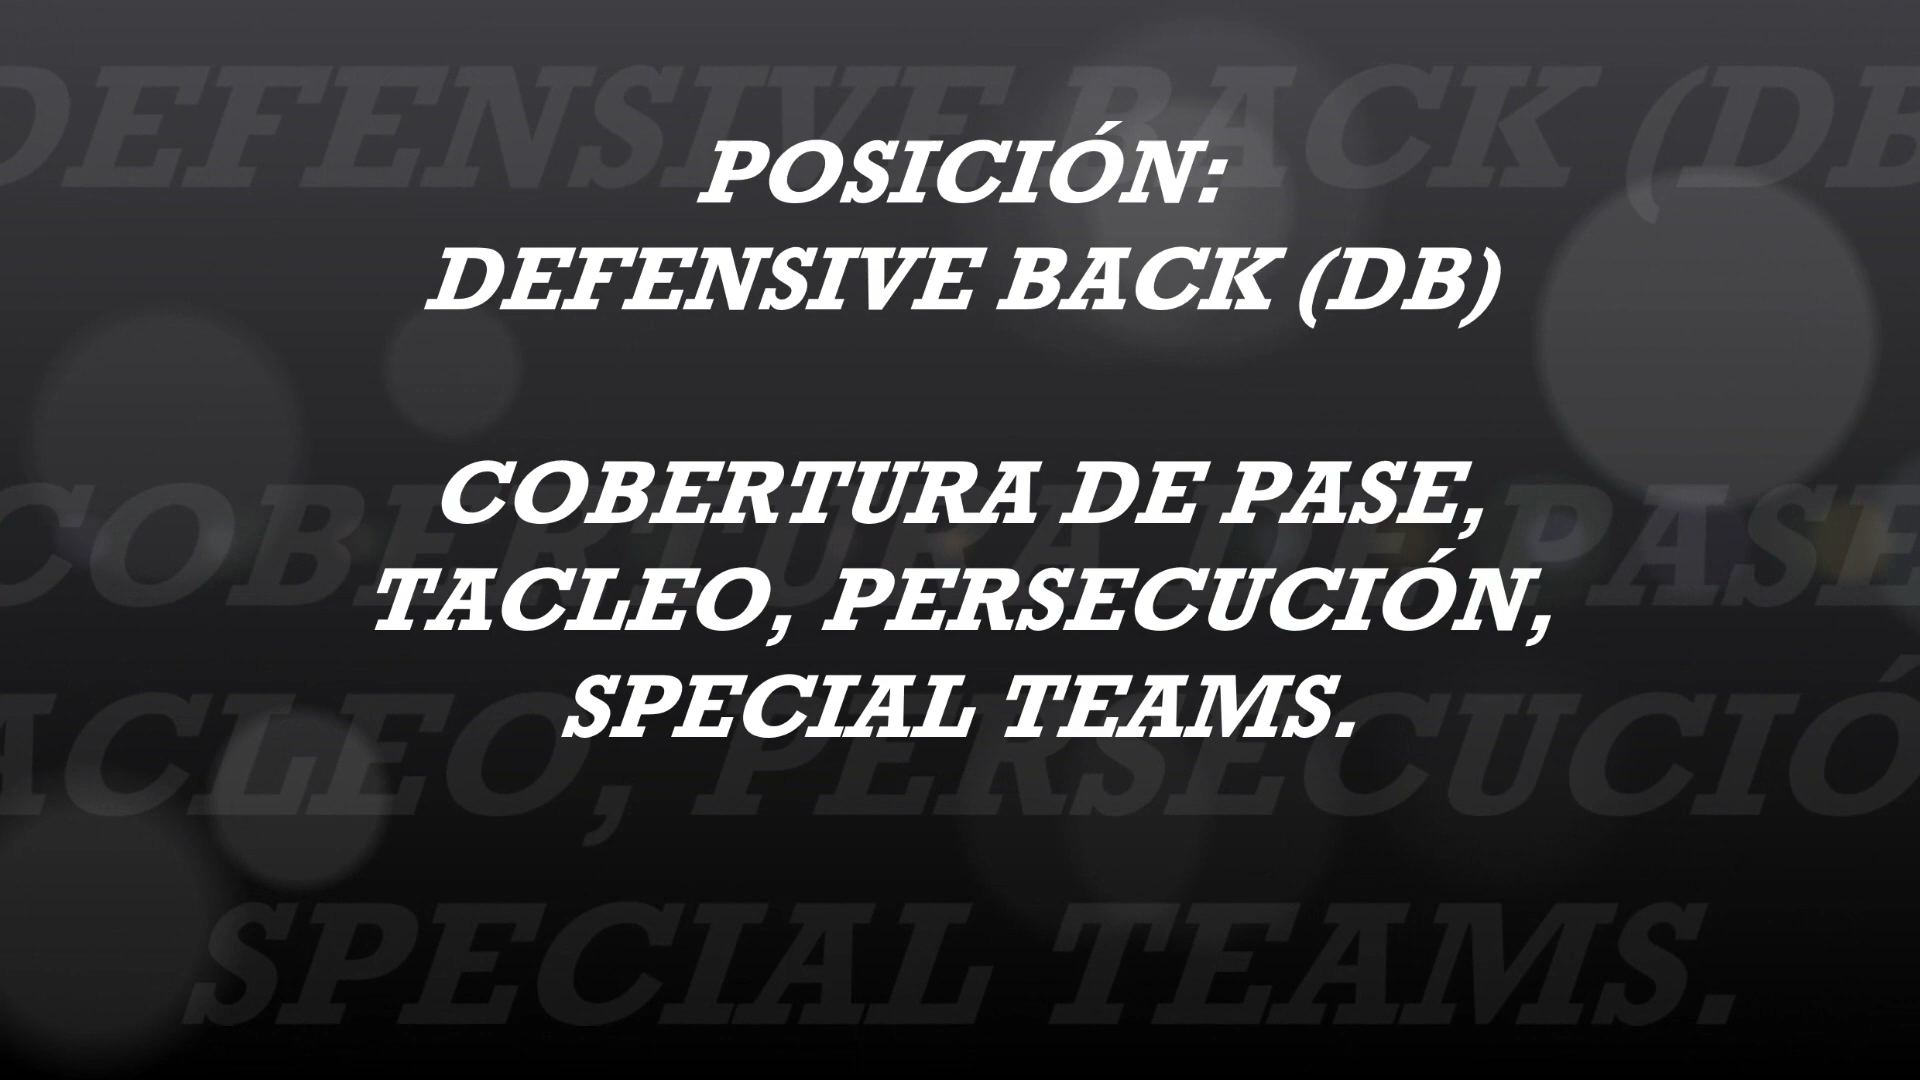 POSICIÓN:
DEFENSIVE BACK (DB)
COBERTURA DE PASE,
TACLEO, PERSECUCIÓN,
SPECIAL TEAMS.